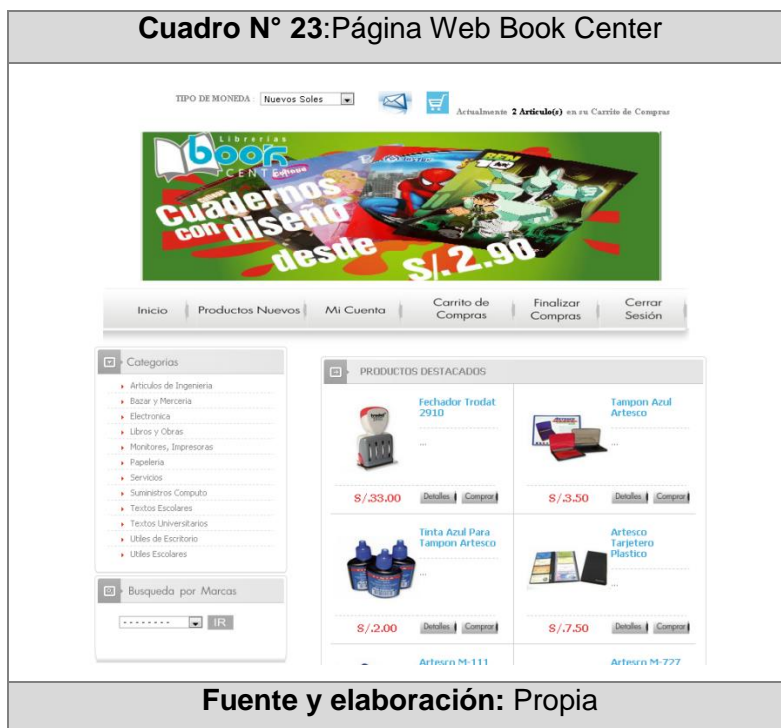 Cuadro N° 23:Página Web Book Center
TIPO DE MONEDA : Nuevos Soles
Actualmente 2 Articulo(s) en su Carrito de Compras
Librerías
book
CENTER
Cuadernos
con diseño
desde
S/.2.90
BEN
Inicio
Productos Nuevos
Mi Cuenta
Carrito de
Compras
Finalizar
Compras
Cerrar
Sesión
Categorias
Articulos de Ingenieria
Bazar y Merceria
Electronica
Libros y Obras
Monitores, Impresoras
Papeleria
Servicios
Suministros Computo
Textos Escolares
Textos Universitarios
Utiles de Escritorio
Utiles Escolares
Busqueda por Marcas
--------
IR
PRODUCTOS DESTACADOS
Fechador Trodat
2910
...
S/.33.00
Detalles
Comprar
Tampon Azul
Artesco
...
S/.3.50
Detalles
Comprar
Tinta Azul Para
Tampon Artesco
...
S/.2.00
Detalles
Comprar
Artesco
Tarjetero
Plastico
...
S/.7.50
Detalles
Comprar
Artesco M-111
Artesco M-727
Fuente y elaboración: Propia